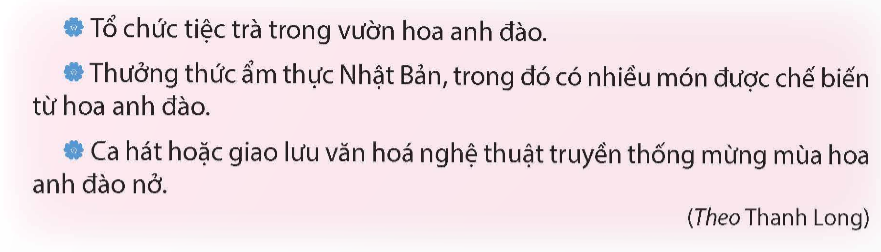 Tổ chức tiệc trà trong vườn hoa anh đào.
Thưởng thức ẩm thực Nhật Bản, trong đó có nhiều món được chế biến
từ hoa anh đào.
Ca hát hoặc giao lưu văn hoá nghệ thuật truyền thống mừng mùa hoa
anh đào nở.
(Theo Thanh Long)